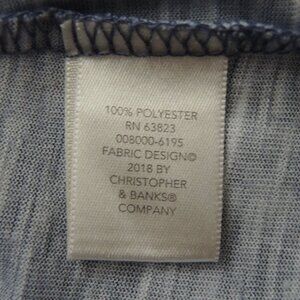 100% POLYESTER
RN 63823
008000-6195
FABRIC DESIGN©
2018 BY
CHRISTOPHER
& BANKS®
COMPANY